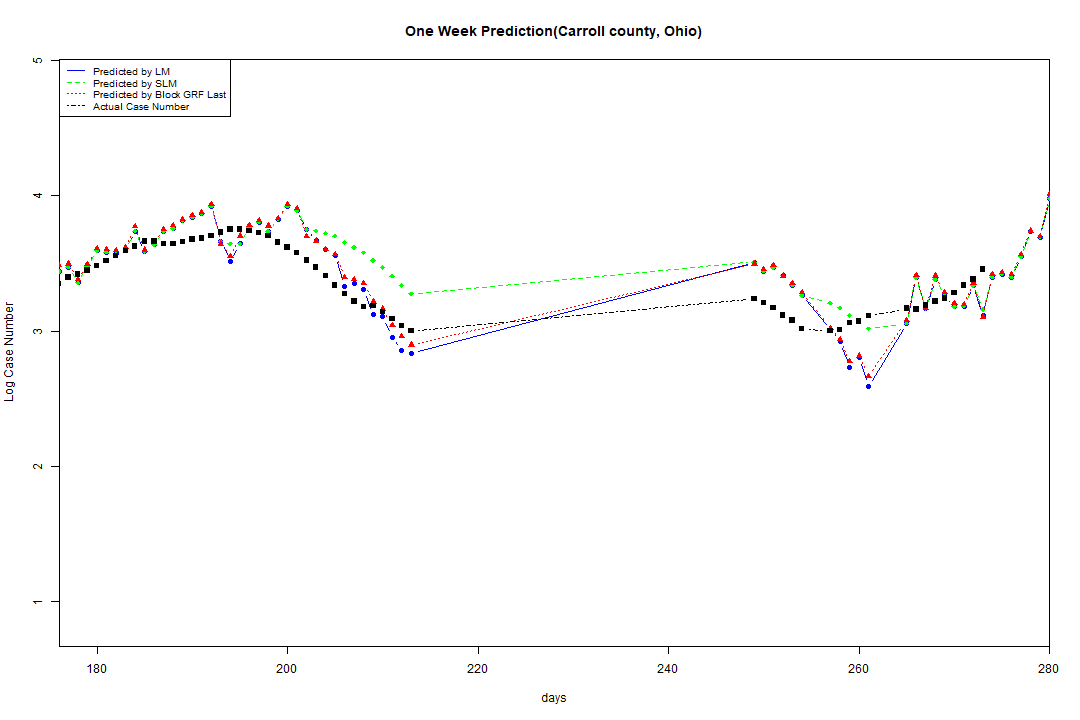 One Week Prediction(Carroll county, Ohio)
Predicted by LM
Predicted by SLM
Predicted by Block GRF Last
Actual Case Number
5
4
3
2
1
Log Case Number
180 200 220 240 260 280
days